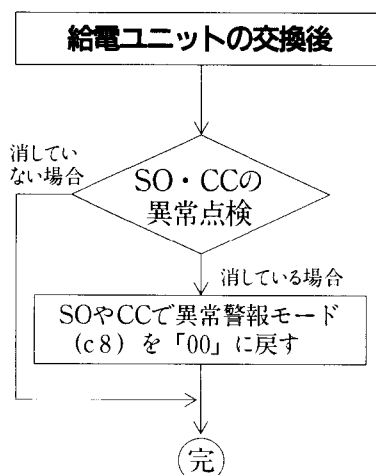 給電ユニットの交換後
消してい
ない場合
SO・CCの
異常点検
消している場合
SOやCCで異常警報モード
(c8)を「00」に戻す
完